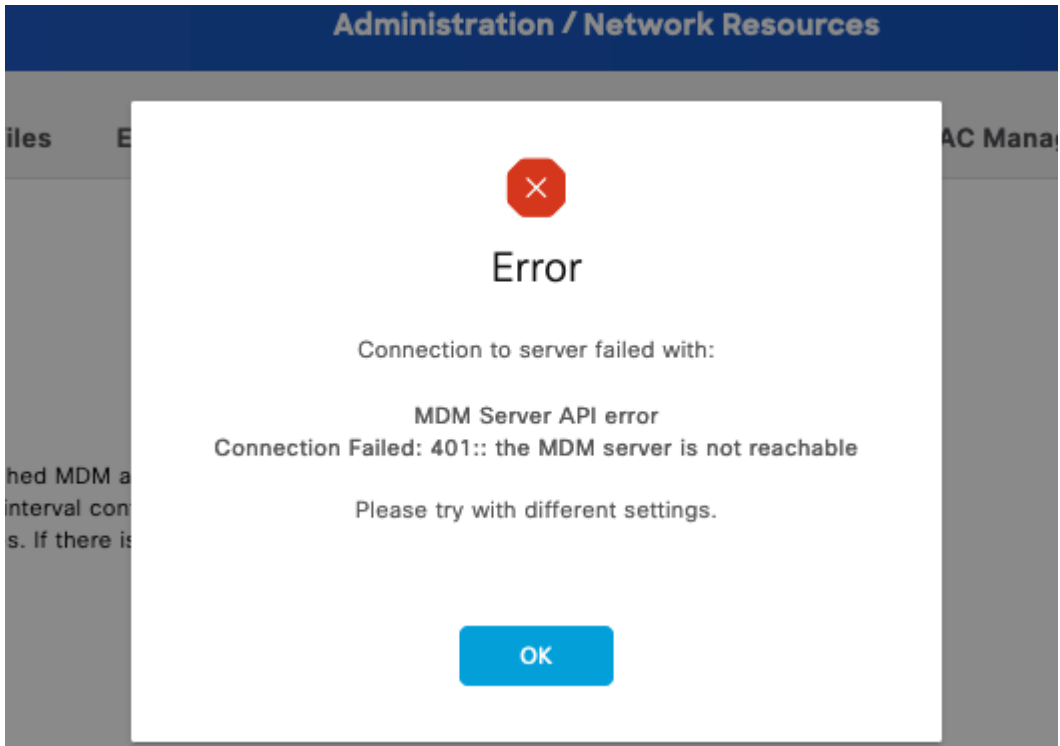 Administration / Network Resources
iles E AC Mana
Error
Connection to server failed with:
MDM Server API error
Connection Failed: 401:: the MDM server is not reachable
hed MDM a
interval con
Please try with different settings.
s. If there is
OK